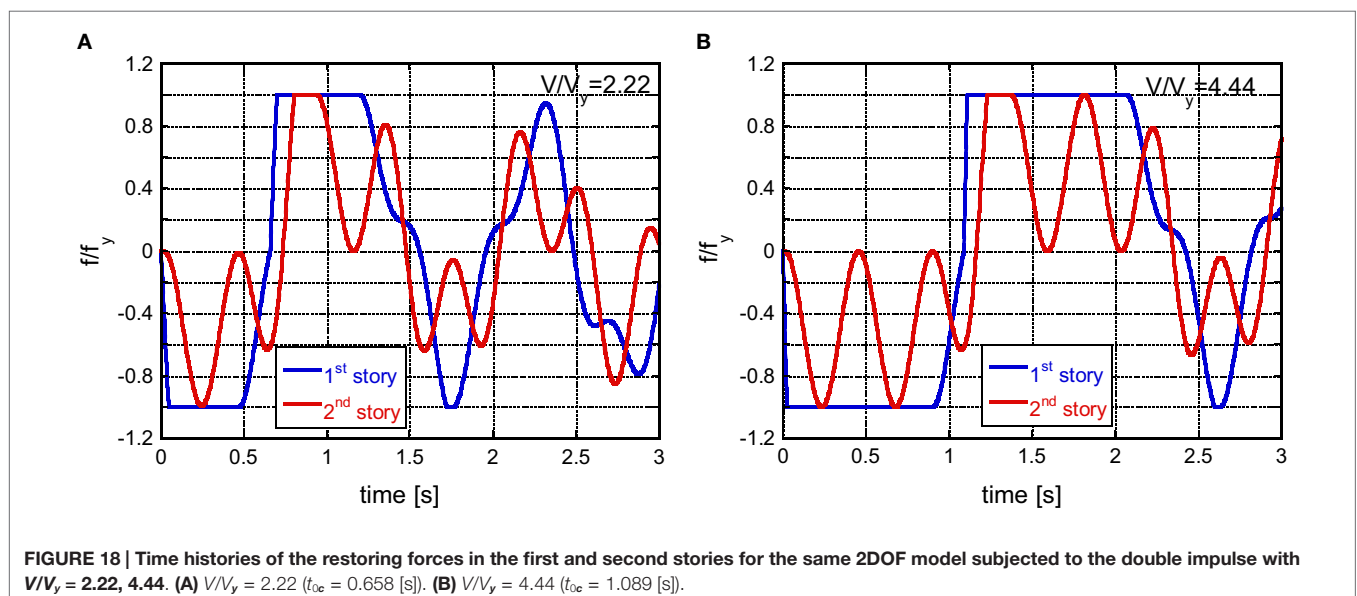 A
V/V_y=2.22
1.2
0.8
0.4
0
-0.4
-0.8
-1.2
f/f_y
1st story
2nd story
0 0.5 1 1.5 2 2.5 3
time [s]
B
V/V_y=4.44
1.2
0.8
0.4
0
-0.4
-0.8
-1.2
f/f_y
1st story
2nd story
0 0.5 1 1.5 2 2.5 3
time [s]
FIGURE 18 | Time histories of the restoring forces in the first and second stories for the same 2DOF model subjected to the double impulse with
V/Vy = 2.22, 4.44. (A) V/Vy = 2.22 (t0c = 0.658 [s]). (B) V/Vy = 4.44 (t0c = 1.089 [s]).